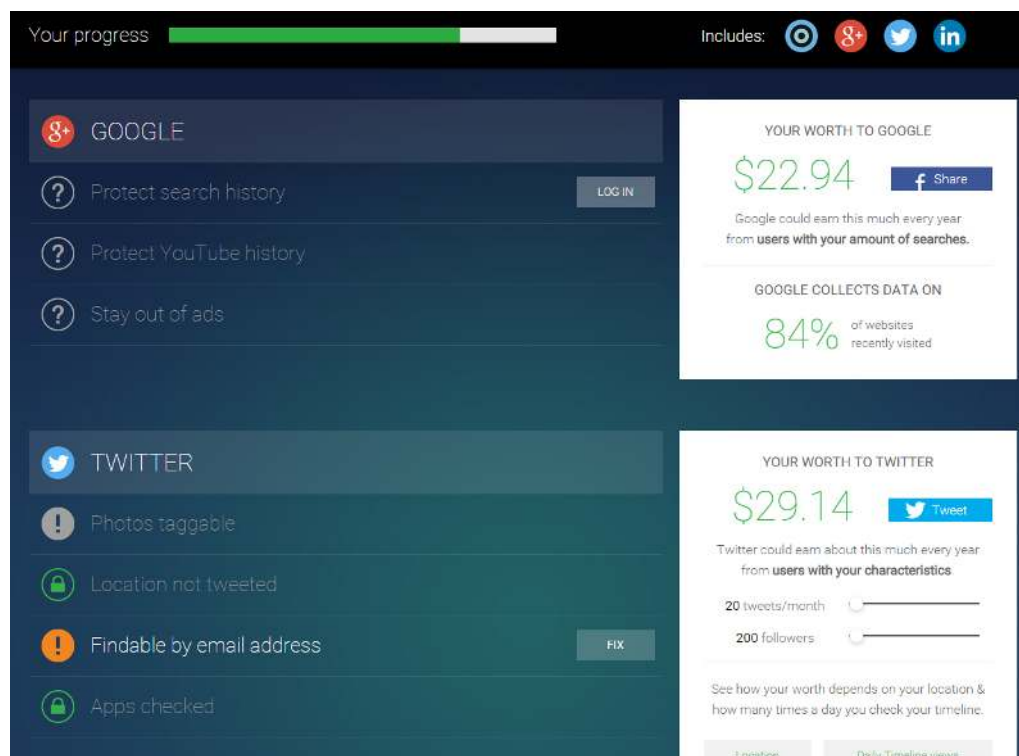 Your progress
Includes:
GOOGLE
Protect search history
LOG IN
Protect YouTube history
Stay out of ads
YOUR WORTH TO GOOGLE
$22.94
Share
Google could earn this much every year
from users with your amount of searches.
GOOGLE COLLECTS DATA ON
84%
of websites
recently visited
TWITTER
Photos taggable
Location not tweeted
Findable by email address
FIX
Apps checked
YOUR WORTH TO TWITTER
$29.14
Tweet
Twitter could earn about this much every year
from users with your characteristics
20 tweets/month
200 followers
See how your worth depends on your location &
how many times a day you check your timeline.
Location
Daily Timeline views